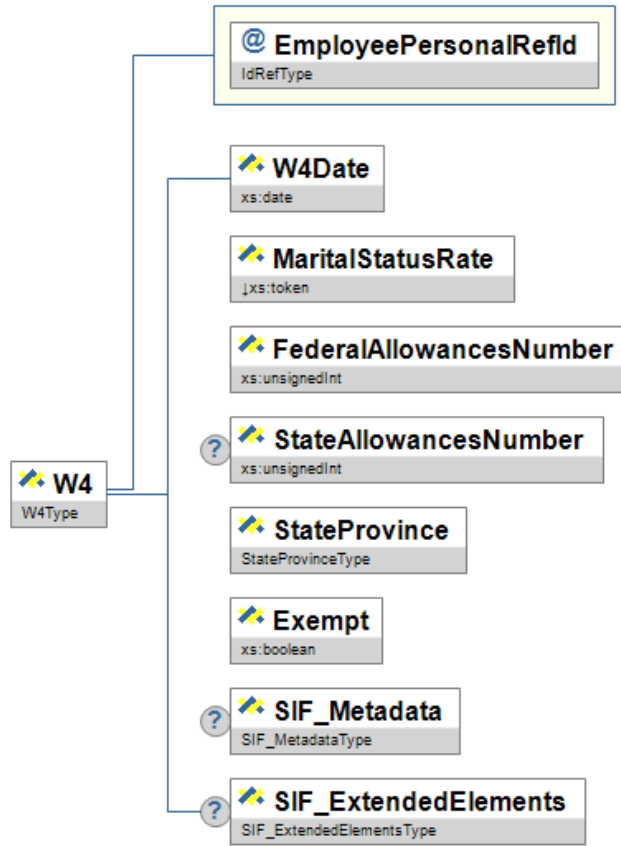 @ EmployeePersonalRefId
IdRefType
W4Date
xs:date
MaritalStatusRate
↓xs:token
FederalAllowancesNumber
xs:unsignedInt
? StateAllowancesNumber
xs:unsignedInt
W4
W4Type
StateProvince
StateProvinceType
Exempt
xs:boolean
? SIF_Metadata
SIF_MetadataType
? SIF_ExtendedElements
SIF_ExtendedElementsType